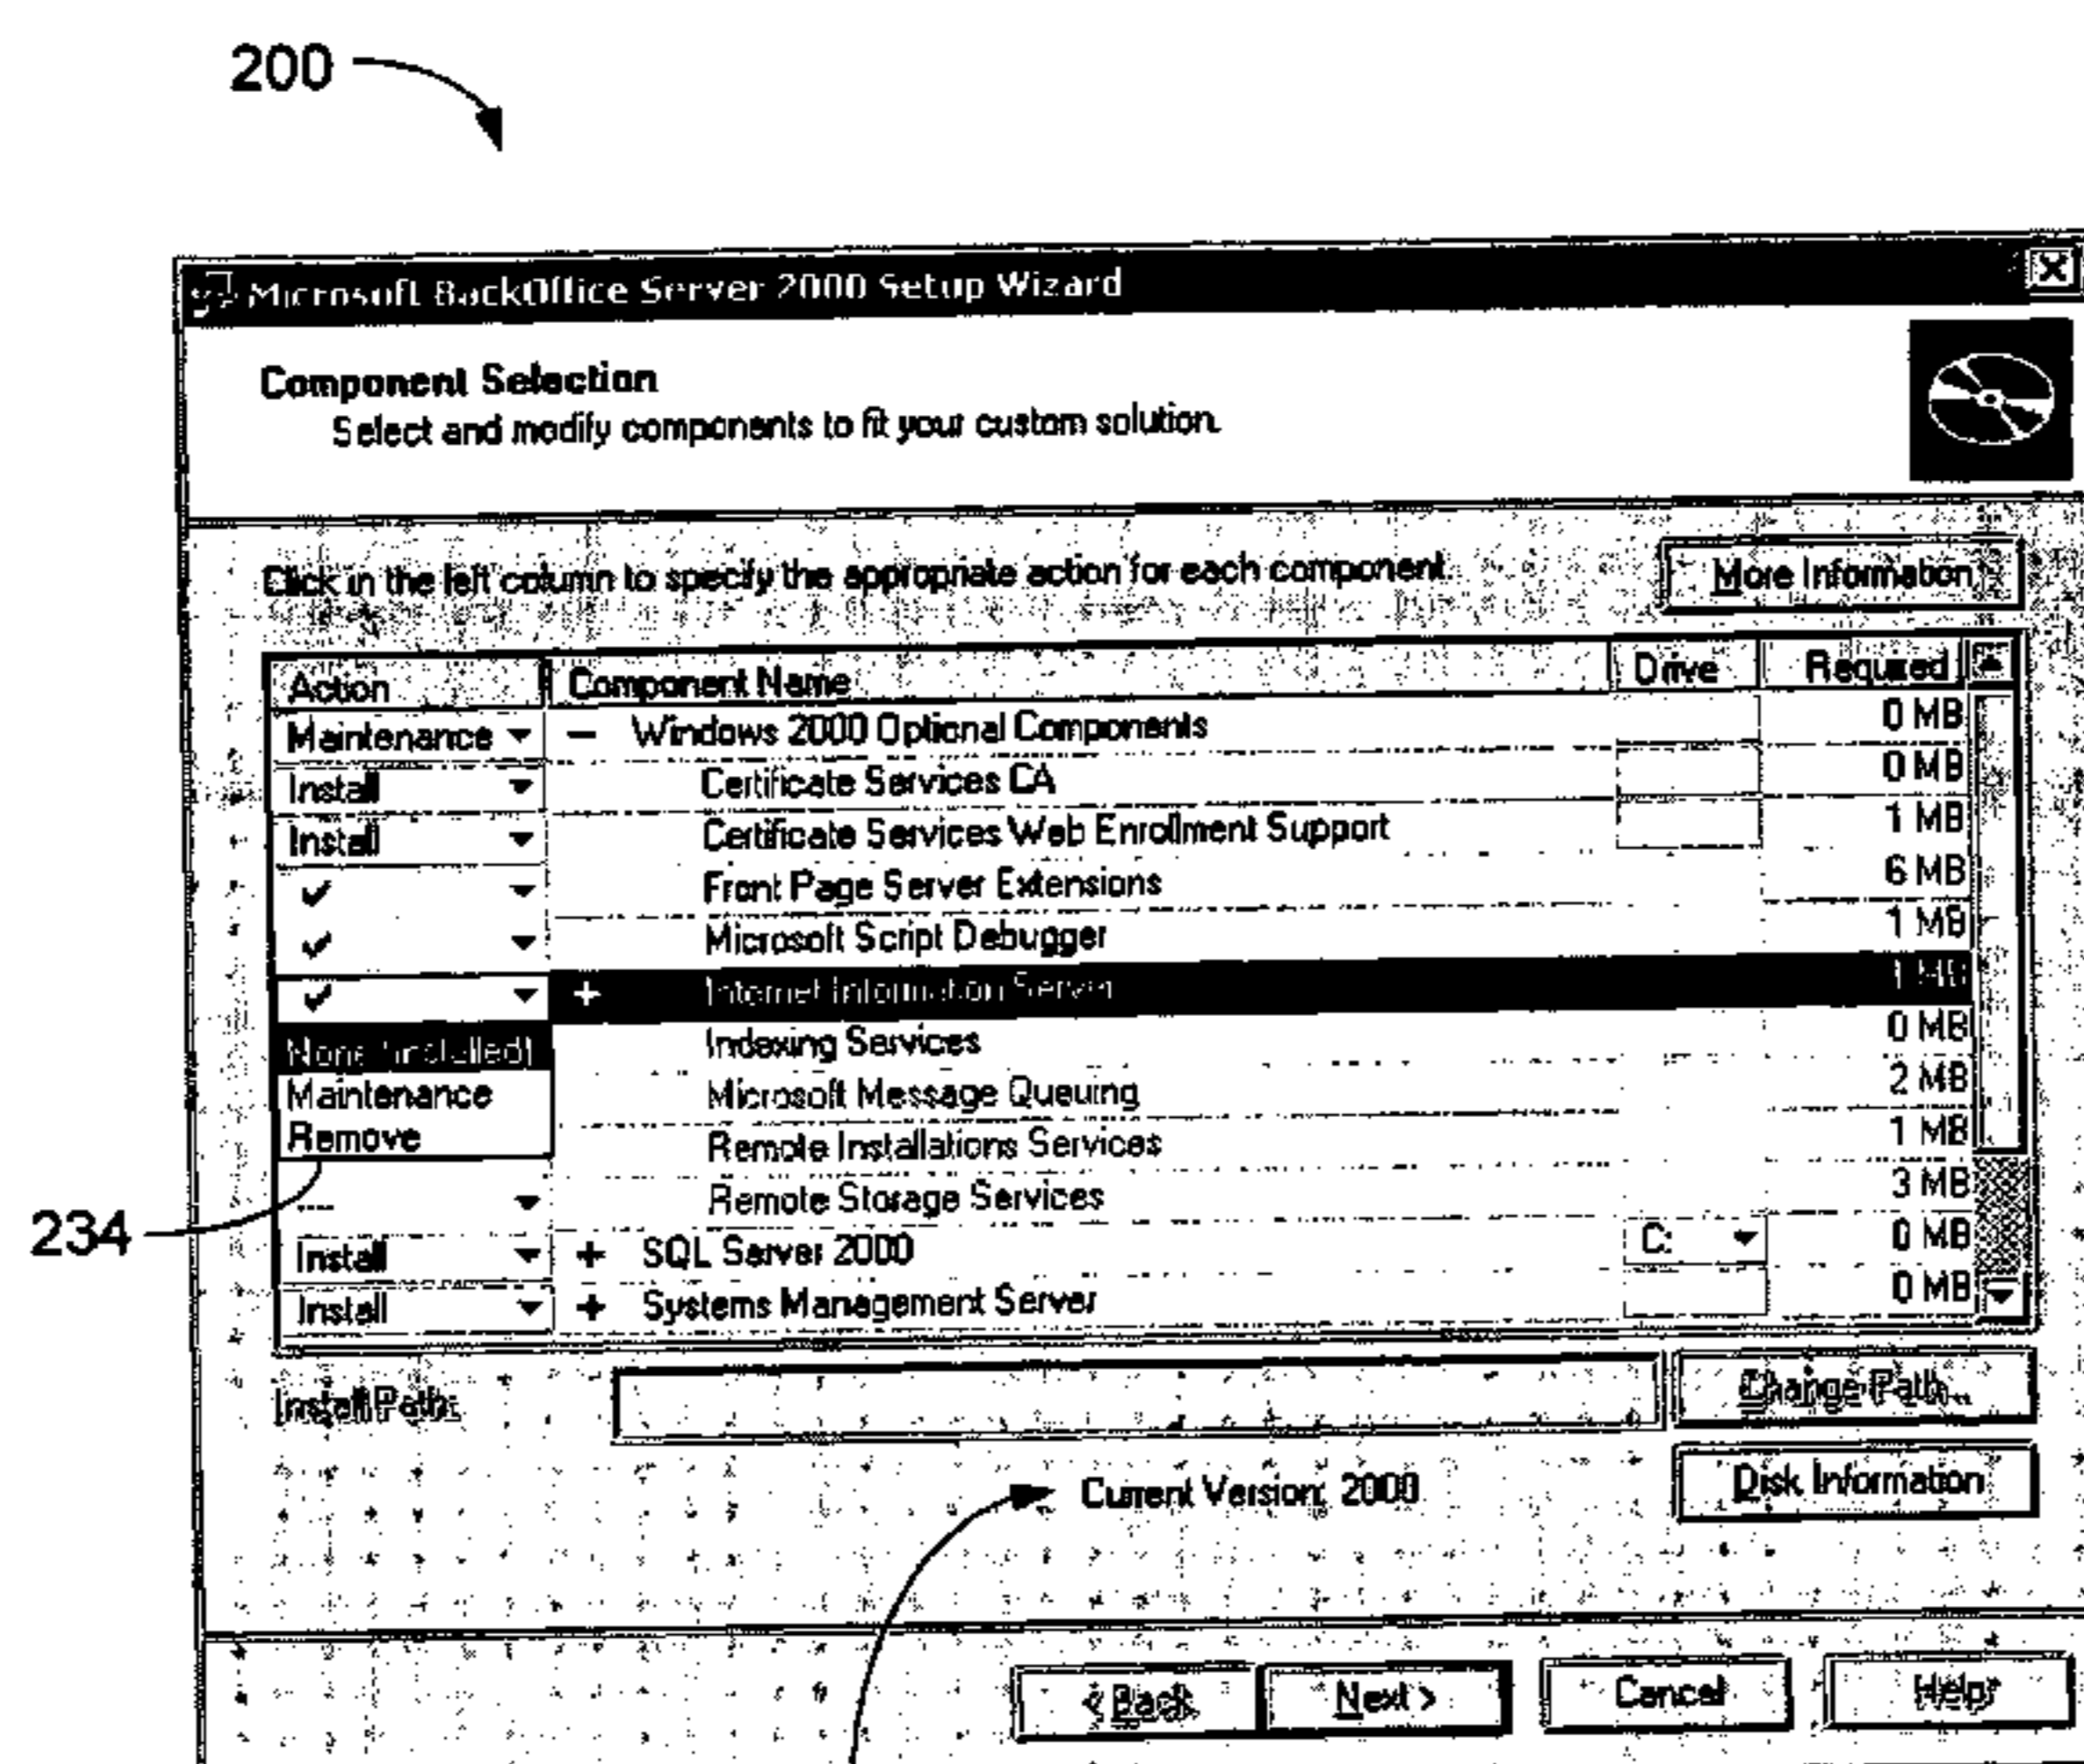 200
Microsoft BackOffice Server 2000 Setup Wizard
Component Selection
Select and modify components to fit your custom solution.
Click in the left column to specify the appropriate action for each component.
More Information
Action Component Name Drive Required
Maintenance − Windows 2000 Optional Components 0 MB
Install Certificate Services CA 0 MB
Install Certificate Services Web Enrollment Support 1 MB
Front Page Server Extensions 6 MB
Microsoft Script Debugger 1 MB
+ Internet Information Server 1 MB
None (installed) Indexing Services 0 MB
Maintenance Microsoft Message Queuing 2 MB
Remove Remote Installations Services 1 MB
---- Remote Storage Services 3 MB
234
Install + SQL Server 2000 C: 0 MB
Install + Systems Management Server 0 MB
Install Path: Change Path...
Current Version: 2000 Disk Information
< Back Next > Cancel Help